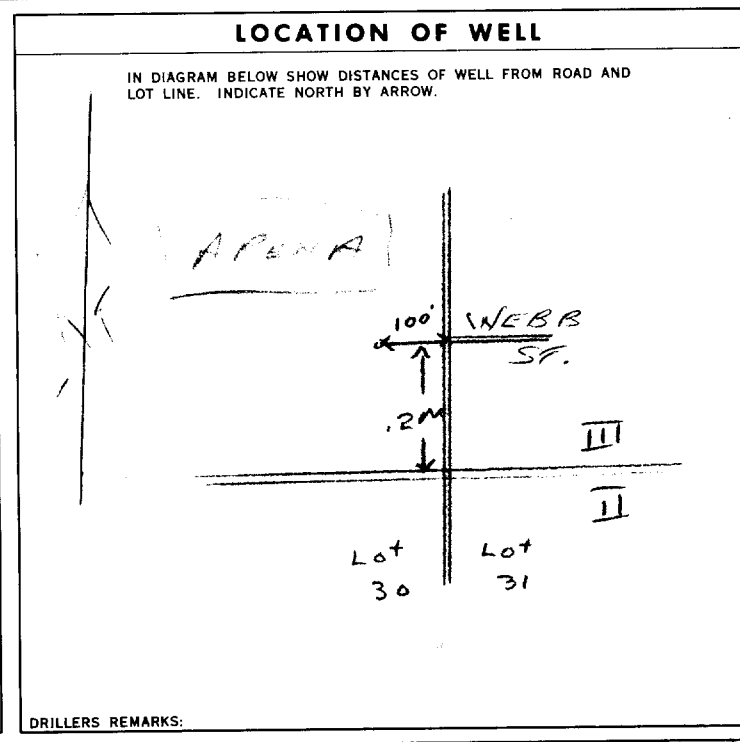 LOCATION OF WELL
IN DIAGRAM BELOW SHOW DISTANCES OF WELL FROM ROAD AND
LOT LINE. INDICATE NORTH BY ARROW.
100' WEBB
ST.
.2M
III
II
Lot Lot
30 31
DRILLERS REMARKS: